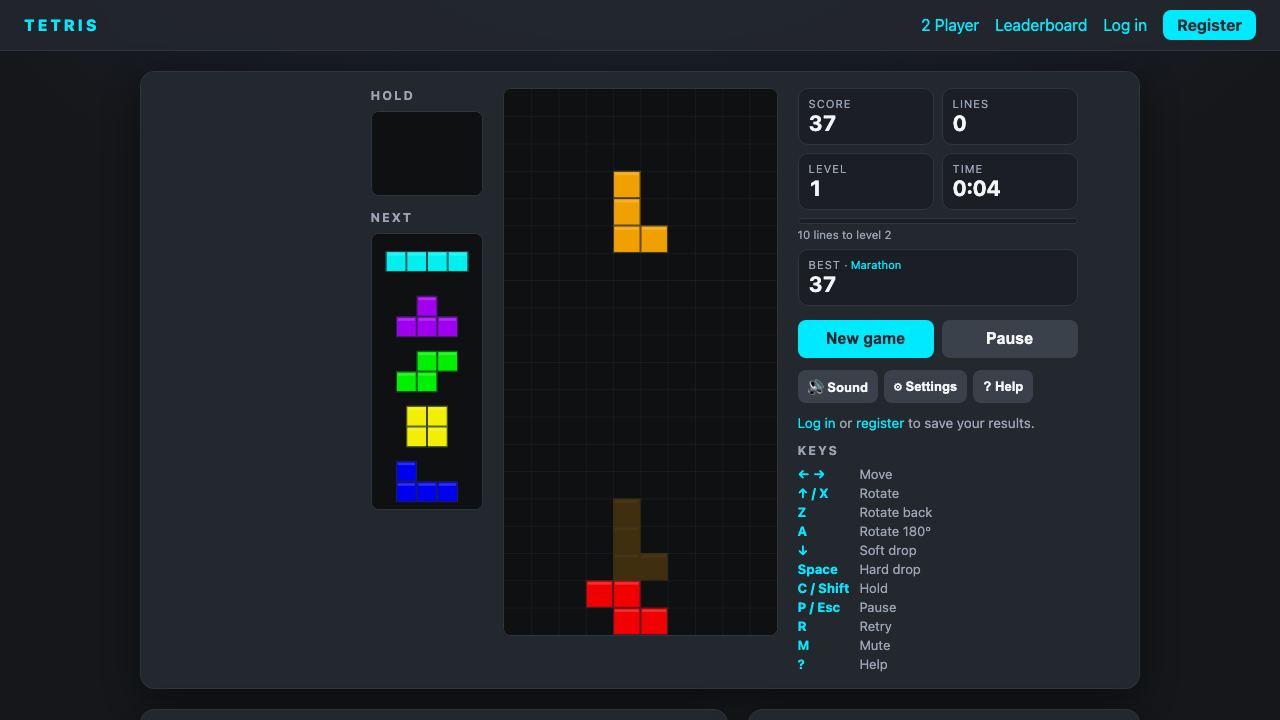 TETRIS
2 Player
Leaderboard
Log in
Register
HOLD
NEXT
SCORE
37
LINES
0
LEVEL
1
TIME
0:04
10 lines to level 2
BEST · Marathon
37
New game
Pause
🔊 Sound
⚙ Settings
? Help
Log in or register to save your results.
KEYS
← → Move
↑ / X Rotate
Z Rotate back
A Rotate 180°
↓ Soft drop
Space Hard drop
C / Shift Hold
P / Esc Pause
R Retry
M Mute
? Help